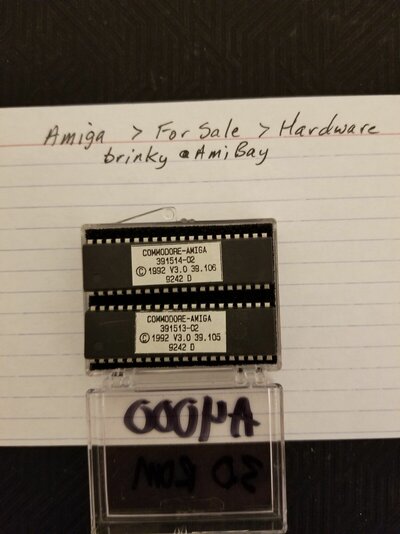 Amiga > For Sale > Hardware
brinky @ AmiBay
COMMODORE-AMIGA
391514-02
© 1992 V3.0 39.106
9242 D
COMMODORE-AMIGA
391513-02
© 1992 V3.0 39.105
9242 D
A4000
3.0 ROM